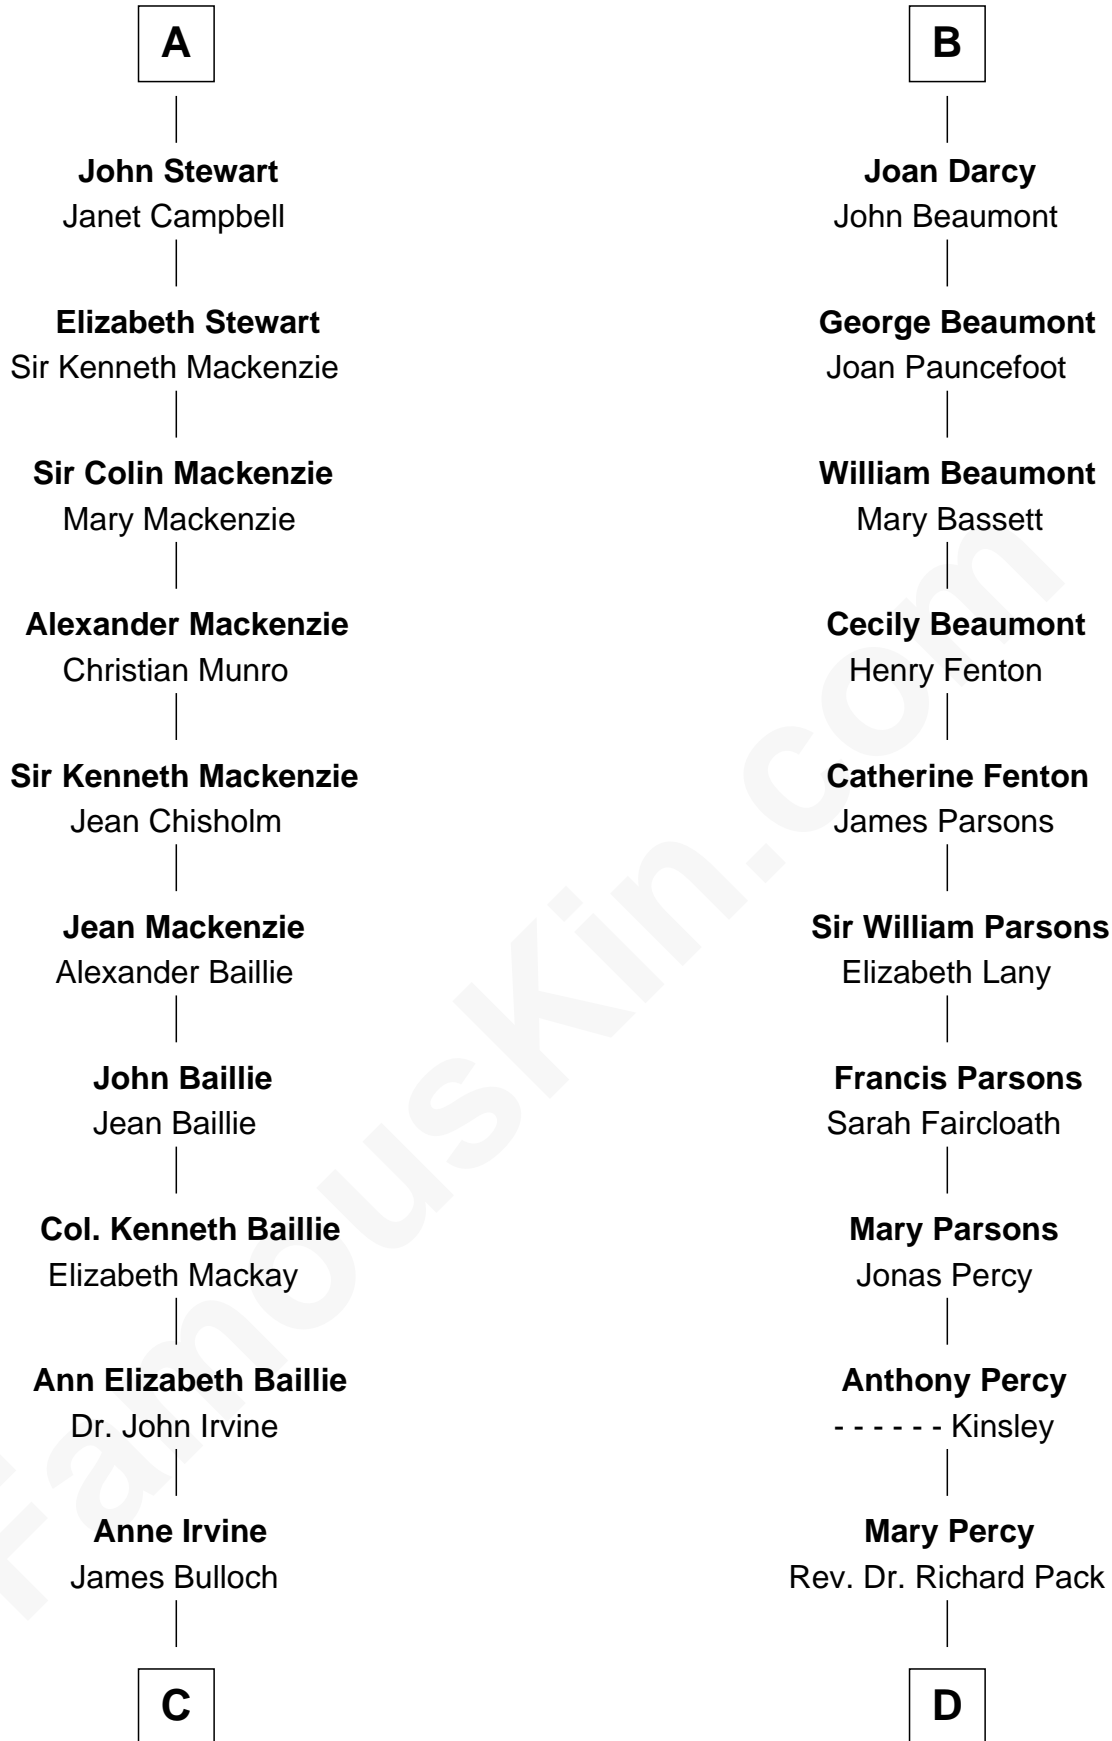 A
John Stewart
Janet Campbell
Elizabeth Stewart
Sir Kenneth Mackenzie
Sir Colin Mackenzie
Mary Mackenzie
Alexander Mackenzie
Christian Munro
Sir Kenneth Mackenzie
Jean Chisholm
Jean Mackenzie
Alexander Baillie
John Baillie
Jean Baillie
Col. Kenneth Baillie
Elizabeth Mackay
Ann Elizabeth Baillie
Dr. John Irvine
Anne Irvine
James Bulloch
C
B
Joan Darcy
John Beaumont
George Beaumont
Joan Pauncefoot
William Beaumont
Mary Bassett
Cecily Beaumont
Henry Fenton
Catherine Fenton
James Parsons
Sir William Parsons
Elizabeth Lany
Francis Parsons
Sarah Faircloath
Mary Parsons
Jonas Percy
Anthony Percy
- - - - - - Kinsley
Mary Percy
Rev. Dr. Richard Pack
D
FamousKin.com